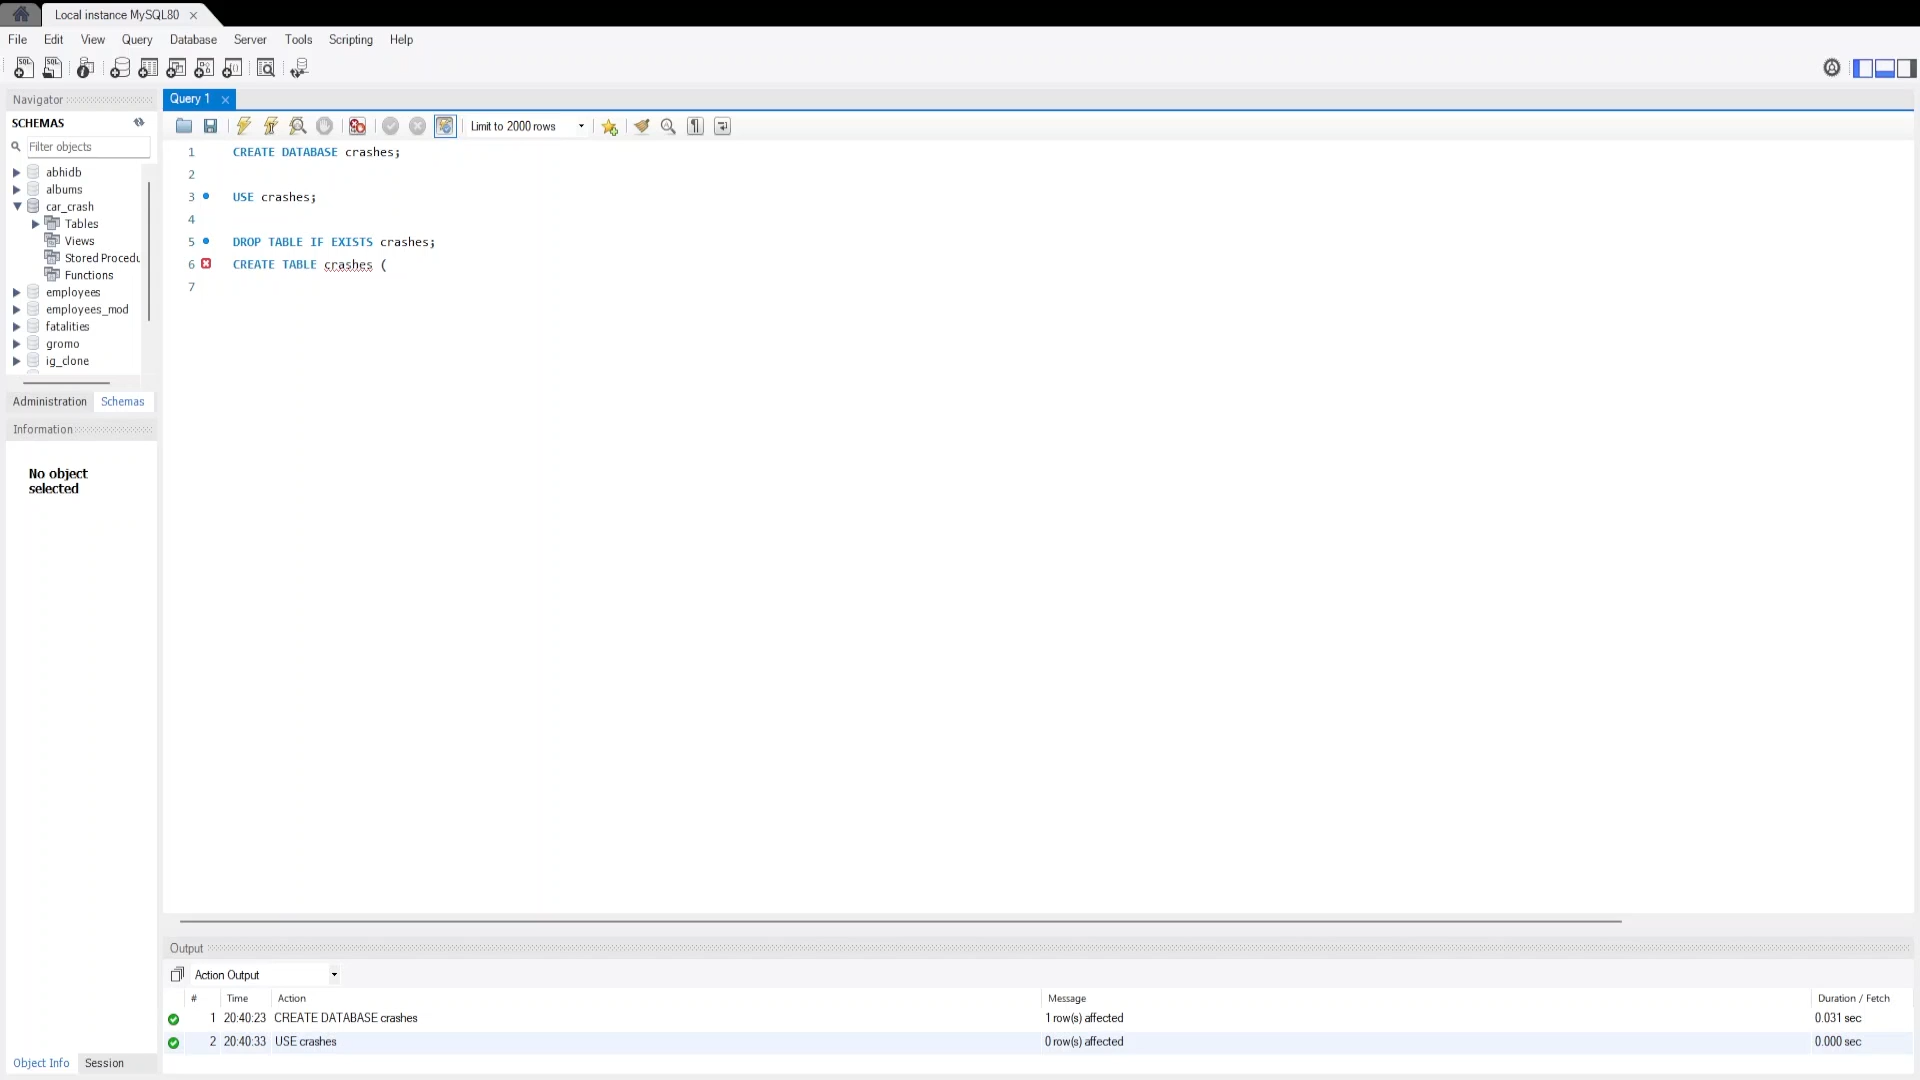 Local instance MySQL80
File Edit View Query Database Server Tools Scripting Help
Navigator
SCHEMAS
Filter objects
abhidb
albums
car_crash
Tables
Views
Stored Procedu
Functions
employees
employees_mod
fatalities
gromo
ig_clone
Administration Schemas
Information
No object
selected
Object Info Session
Query 1
Limit to 2000 rows
1 CREATE DATABASE crashes;
2
3 USE crashes;
4
5 DROP TABLE IF EXISTS crashes;
6 CREATE TABLE crashes (
7
Output
Action Output
# Time Action Message Duration / Fetch
1 20:40:23 CREATE DATABASE crashes 1 row(s) affected 0.031 sec
2 20:40:33 USE crashes 0 row(s) affected 0.000 sec